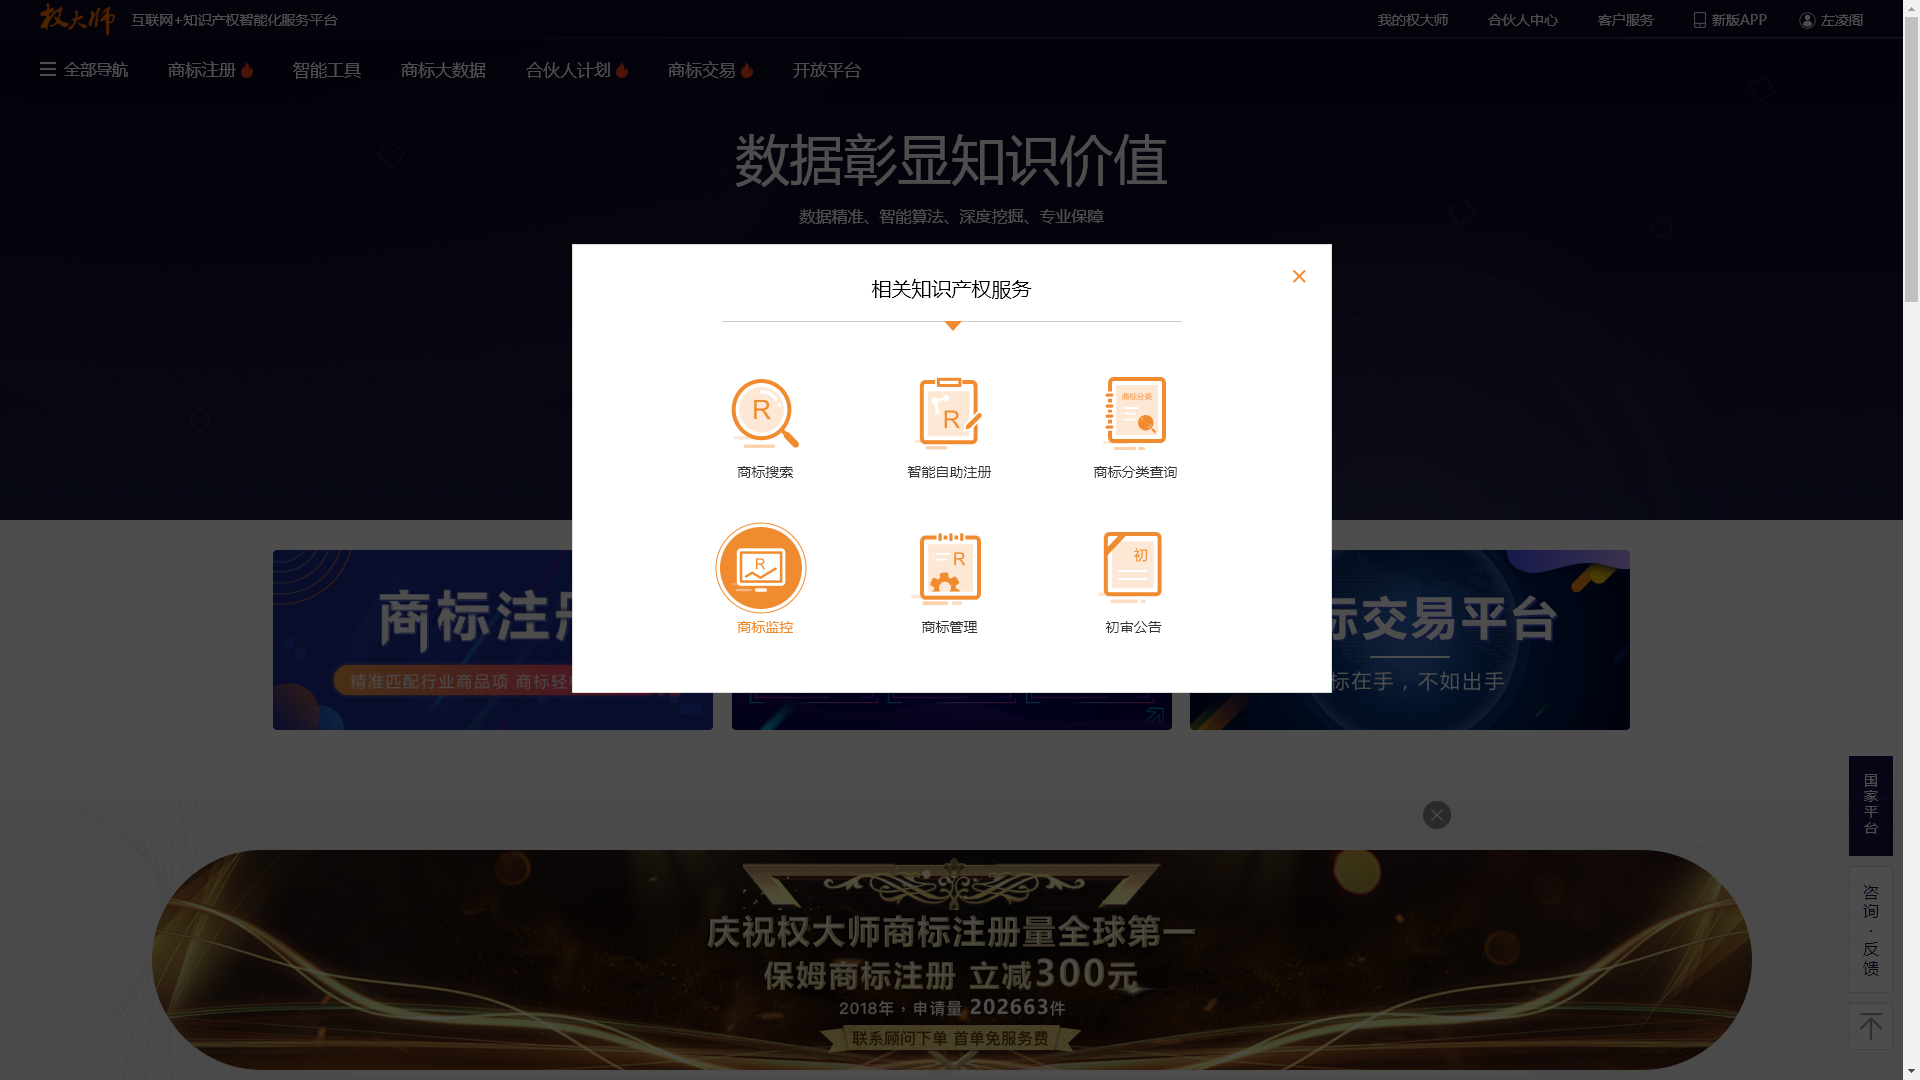 权大师 互联网+知识产权智能化服务平台 我的权大师 合伙人中心 客户服务 新版APP 左凌阁
全部导航 商标注册 智能工具 商标大数据 合伙人计划 商标交易 开放平台
数据彰显知识价值
数据精准、智能算法、深度挖掘、专业保障
相关知识产权服务
R
R
商标分类
商标搜索 智能自助注册 商标分类查询
R
R
初
商标监控 商标管理 初审公告
商标注
标交易平台
精准匹配行业商品项 商标轻
标在手，不如出手
国家平台
咨询·反馈
庆祝权大师商标注册量全球第一
保姆商标注册 立减300元
2018年，申请量 202663件
联系顾问下单 首单免服务费